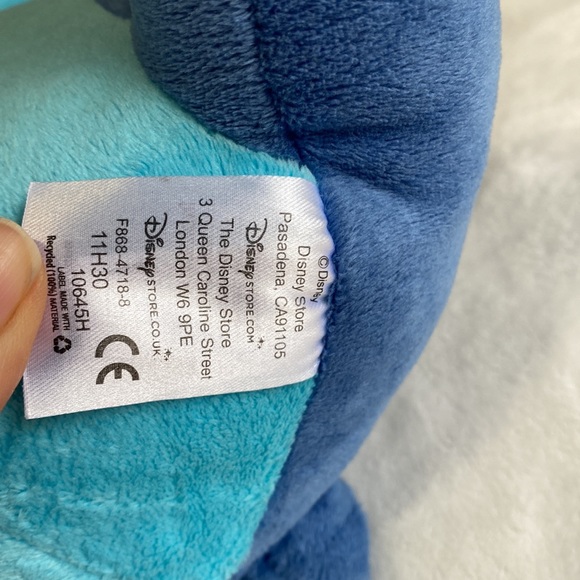 ©Disney
Disney Store
Pasadena, CA91105
DISNEYSTORE.COM
The Disney Store
3 Queen Caroline Street
London W6 9PE
DISNEYSTORE.CO.UK
F868-4718-8
11H30
10645H
CE
LABEL MADE WITH
Recycled (100%) MATERIAL